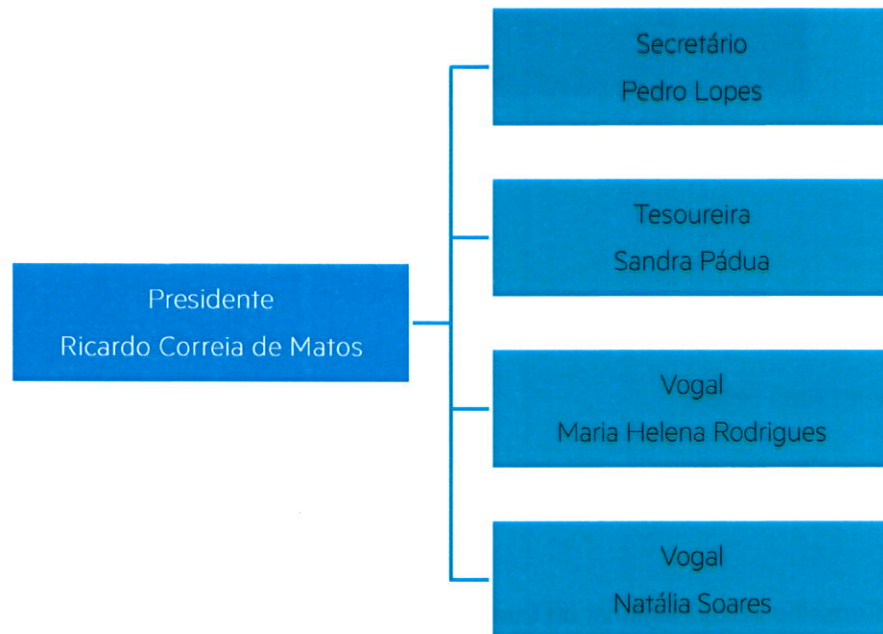 Presidente
Ricardo Correia de Matos
Secretário
Pedro Lopes
Tesoureira
Sandra Pádua
Vogal
Maria Helena Rodrigues
Vogal
Natália Soares